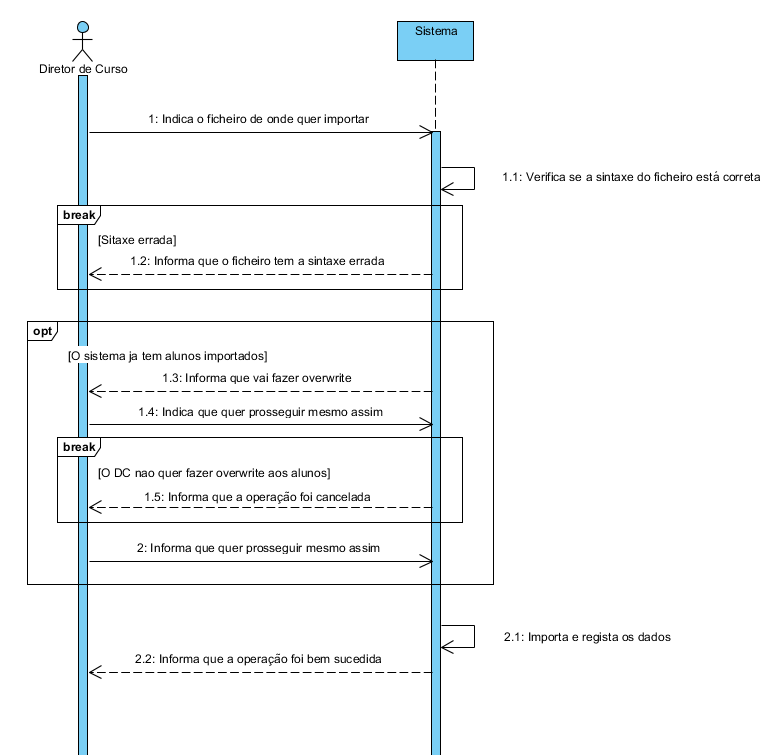 Sistema
Diretor de Curso
1: Indica o ficheiro de onde quer importar
1.1: Verifica se a sintaxe do ficheiro está correta
break
[Sitaxe errada]
1.2: Informa que o ficheiro tem a sintaxe errada
opt
[O sistema ja tem alunos importados]
1.3: Informa que vai fazer overwrite
1.4: Indica que quer prosseguir mesmo assim
break
[O DC nao quer fazer overwrite aos alunos]
1.5: Informa que a operação foi cancelada
2: Informa que quer prosseguir mesmo assim
2.1: Importa e regista os dados
2.2: Informa que a operação foi bem sucedida